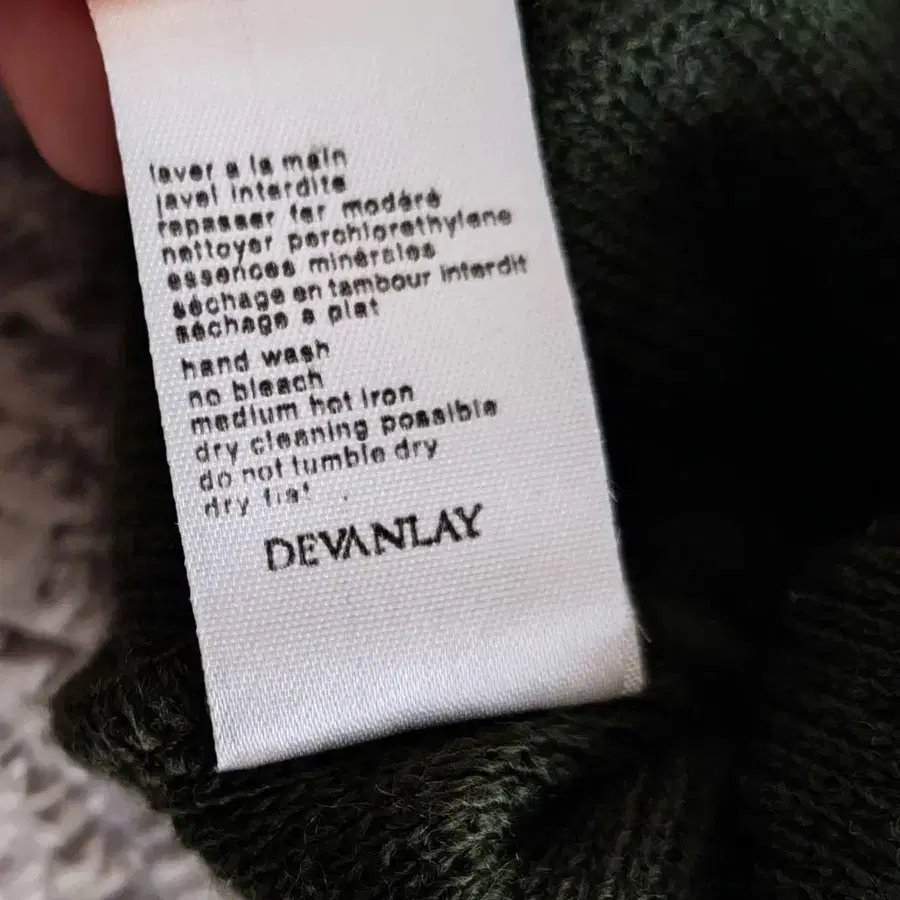 laver a la main
javel interdite
repasser fer modéré
nettoyer perchlorethylene
essences minérales
séchage en tambour interdit
séchage a plat
hand wash
no bleach
medium hot iron
dry cleaning possible
do not tumble dry
dry flat
DEVANLAY